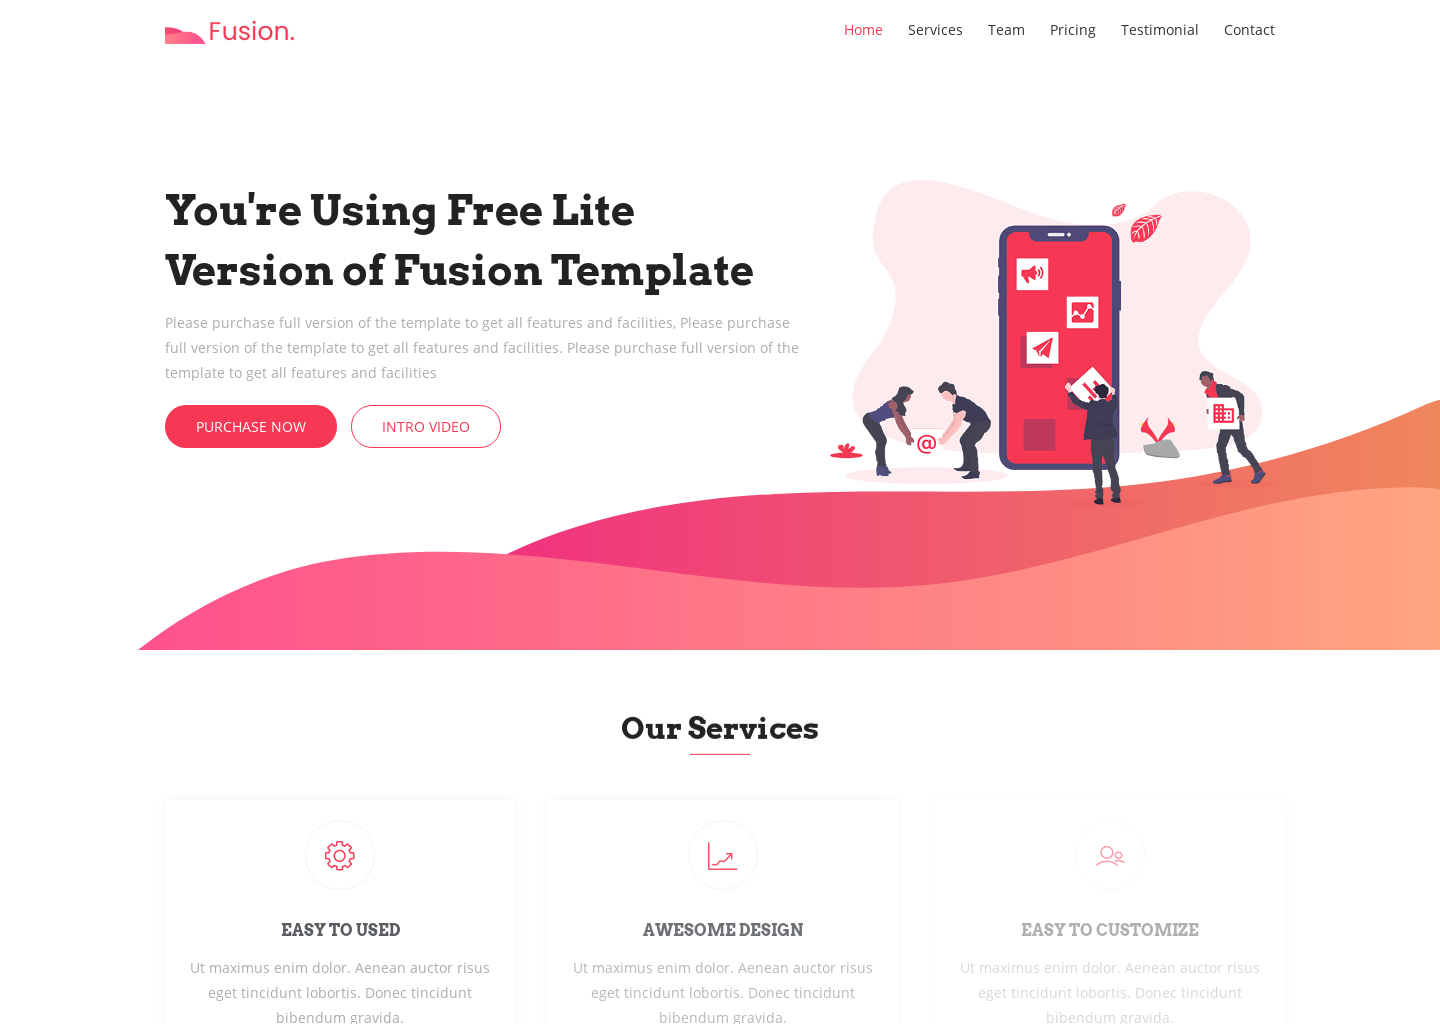 Fusion.
Home Services Team Pricing Testimonial Contact
You're Using Free Lite
Version of Fusion Template
Please purchase full version of the template to get all features and facilities, Please purchase
full version of the template to get all features and facilities. Please purchase full version of the
template to get all features and facilities
PURCHASE NOW
INTRO VIDEO
@
Our Services
EASY TO USED
Ut maximus enim dolor. Aenean auctor risus
eget tincidunt lobortis. Donec tincidunt
bibendum gravida.
AWESOME DESIGN
Ut maximus enim dolor. Aenean auctor risus
eget tincidunt lobortis. Donec tincidunt
bibendum gravida.
EASY TO CUSTOMIZE
Ut maximus enim dolor. Aenean auctor risus
eget tincidunt lobortis. Donec tincidunt
bibendum gravida.